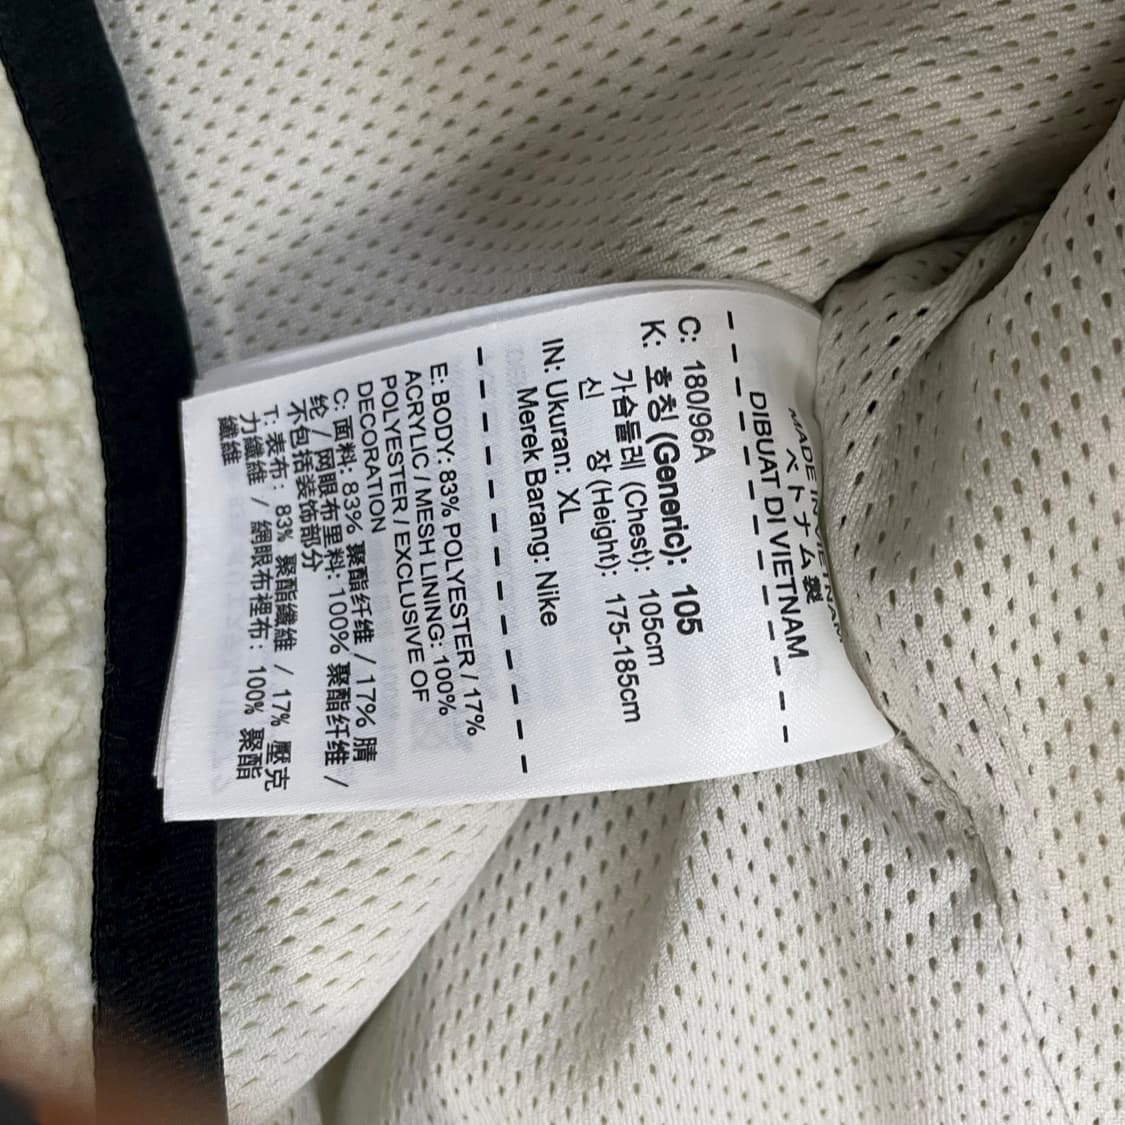 MADE IN VIETNAM
ベトナム製
DIBUAT DI VIETNAM
C: 180/96A
K: 호칭 (Generic): 105
가슴둘레 (Chest): 105cm
신 장 (Height): 175-185cm
IN: Ukuran: XL
Merek Barang: Nike
E: BODY: 83% POLYESTER / 17%
ACRYLIC / MESH LINING: 100%
POLYESTER / EXCLUSIVE OF
DECORATION
C: 面料: 83% 聚酯纤维 / 17% 腈
纶 / 网眼布里料: 100% 聚酯纤维 /
不包括装饰部分
T: 表布: 83% 聚酯纖維 / 17% 壓克
力纖維 / 網眼布裡布: 100% 聚酯
纖維